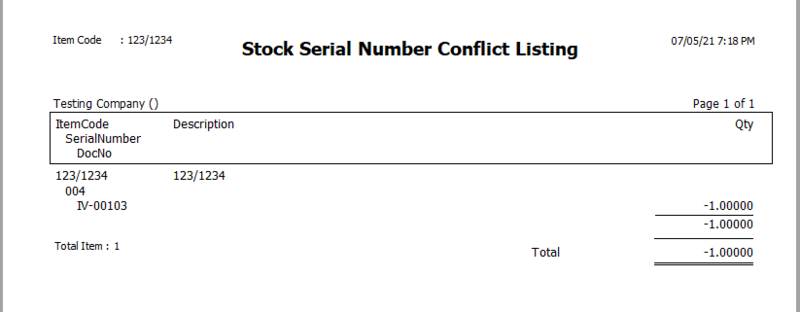 Item Code : 123/1234
Stock Serial Number Conflict Listing
07/05/21 7:18 PM
Testing Company () Page 1 of 1
ItemCode Description Qty
SerialNumber
DocNo
123/1234 123/1234
004
IV-00103 -1.00000
-1.00000
Total Item : 1
Total -1.00000